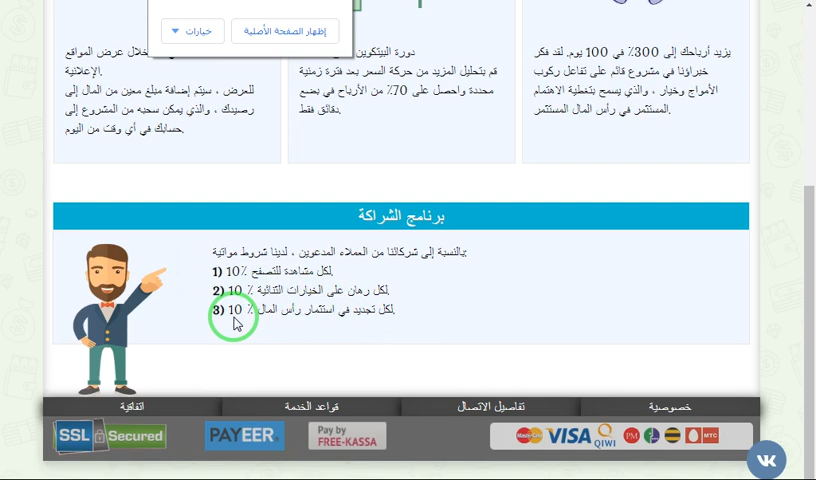 إظهار الصفحة الأصلية
خيارات
يزيد أرباحك إلى 300٪ في 100 يوم. لقد فكر
خبراؤنا في مشروع قائم على تفاعل ركوب
الأمواج وخيار ، والذي يسمح بتغطية الاهتمام
المستثمر في رأس المال المستثمر.
دورة البيتكوين
قم بتحليل المزيد من حركة السعر بعد فترة زمنية
محددة واحصل على 70٪ من الأرباح في بضع
دقائق فقط.
خلال عرض المواقع
الإعلانية.
للعرض ، سيتم إضافة مبلغ معين من المال إلى
رصيدك ، والذي يمكن سحبه من المشروع إلى
حسابك في أي وقت من اليوم.
برنامج الشراكة
بالنسبة إلى شركائنا من العملاء المدعوين ، لدينا شروط مواتية:
1) 10٪ لكل مشاهدة للتصفح.
2) 10 ٪ لكل رهان على الخيارات الثنائية.
3) 10 ٪ لكل تجديد في استثمار رأس المال.
خصوصية
تفاصيل الاتصال
قواعد الخدمة
اتفاقية
SSL Secured
PAYEER
Pay by
FREE-KASSA
MasterCard
VISA
QIWI
PM
МТС